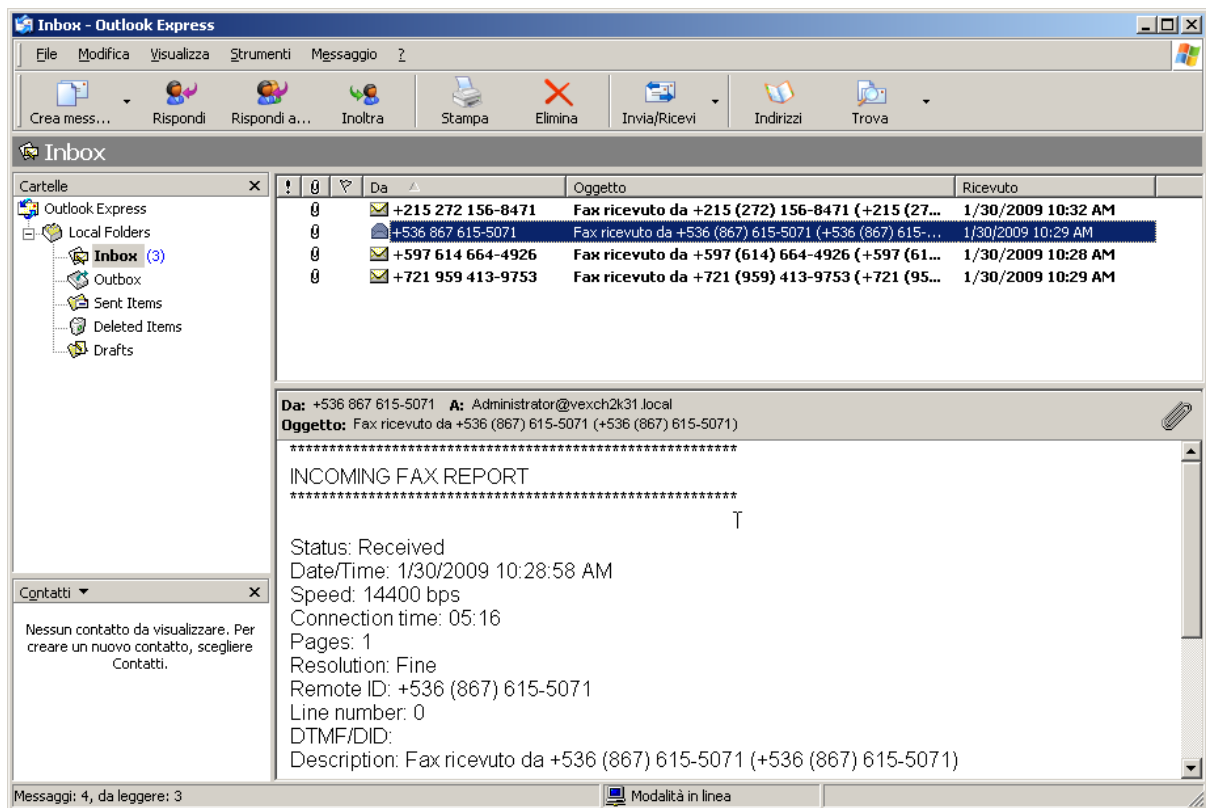 Inbox - Outlook Express
File Modifica Visualizza Strumenti Messaggio ?
Crea mess... Rispondi Rispondi a... Inoltra Stampa Elimina Invia/Ricevi Indirizzi Trova
Inbox
Cartelle
Outlook Express
Local Folders
Inbox (3)
Outbox
Sent Items
Deleted Items
Drafts
! Da Oggetto Ricevuto
+215 272 156-8471 Fax ricevuto da +215 (272) 156-8471 (+215 (27... 1/30/2009 10:32 AM
+536 867 615-5071 Fax ricevuto da +536 (867) 615-5071 (+536 (867) 615-... 1/30/2009 10:29 AM
+597 614 664-4926 Fax ricevuto da +597 (614) 664-4926 (+597 (61... 1/30/2009 10:28 AM
+721 959 413-9753 Fax ricevuto da +721 (959) 413-9753 (+721 (95... 1/30/2009 10:29 AM
Da: +536 867 615-5071 A: Administrator@vexch2k31.local
Oggetto: Fax ricevuto da +536 (867) 615-5071 (+536 (867) 615-5071)
*********************************************************
INCOMING FAX REPORT
*********************************************************
Status: Received
Date/Time: 1/30/2009 10:28:58 AM
Speed: 14400 bps
Connection time: 05:16
Pages: 1
Resolution: Fine
Remote ID: +536 (867) 615-5071
Line number: 0
DTMF/DID:
Description: Fax ricevuto da +536 (867) 615-5071 (+536 (867) 615-5071)
Contatti
Nessun contatto da visualizzare. Per
creare un nuovo contatto, scegliere
Contatti.
Messaggi: 4, da leggere: 3 Modalità in linea